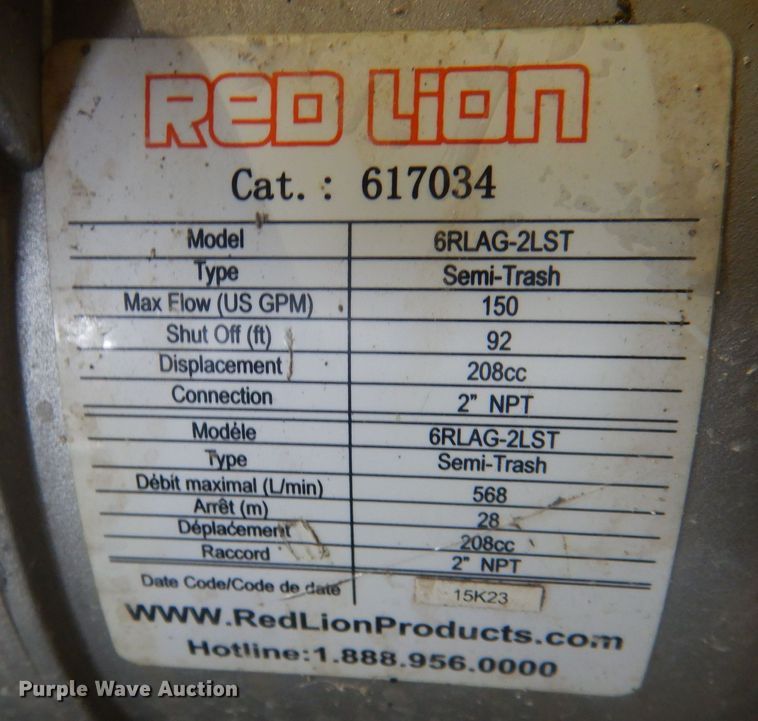 RED LION
Cat.: 617034
Model 6RLAG-2LST
Type Semi-Trash
Max Flow (US GPM) 150
Shut Off (ft) 92
Displacement 208cc
Connection 2" NPT
Modèle 6RLAG-2LST
Type Semi-Trash
Débit maximal (L/min) 568
Arrêt (m) 28
Déplacement 208cc
Raccord 2" NPT
Date Code/Code de date 15K23
WWW.RedLionProducts.com
Hotline:1.888.956.0000
Purple Wave Auction